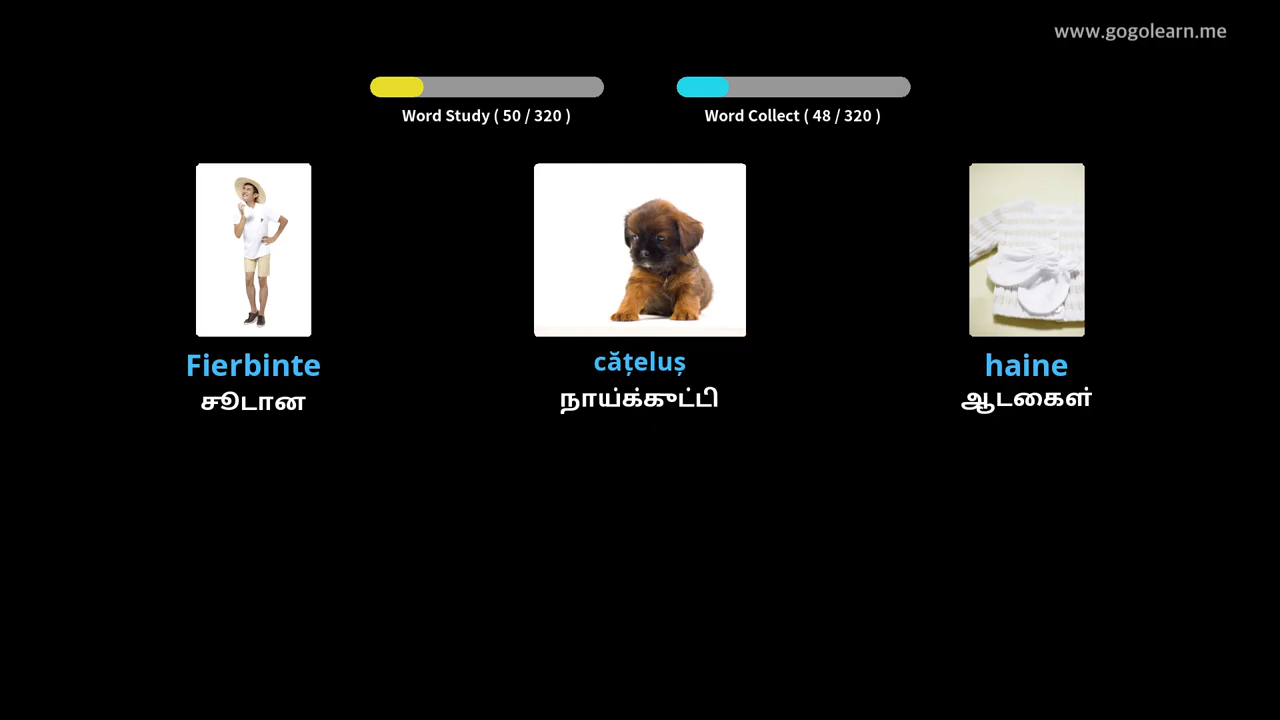 www.gogolearn.me
Word Study ( 50 / 320 )
Word Collect ( 48 / 320 )
Fierbinte
சூடான
cățeluș
நாய்க்குட்டி
haine
ஆடைகள்